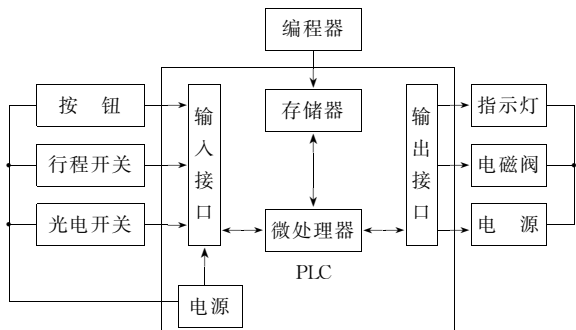 编程器
按 钮
行程开关
光电开关
输入接口
存储器
微处理器
PLC
输出接口
指示灯
电磁阀
电 源
电源